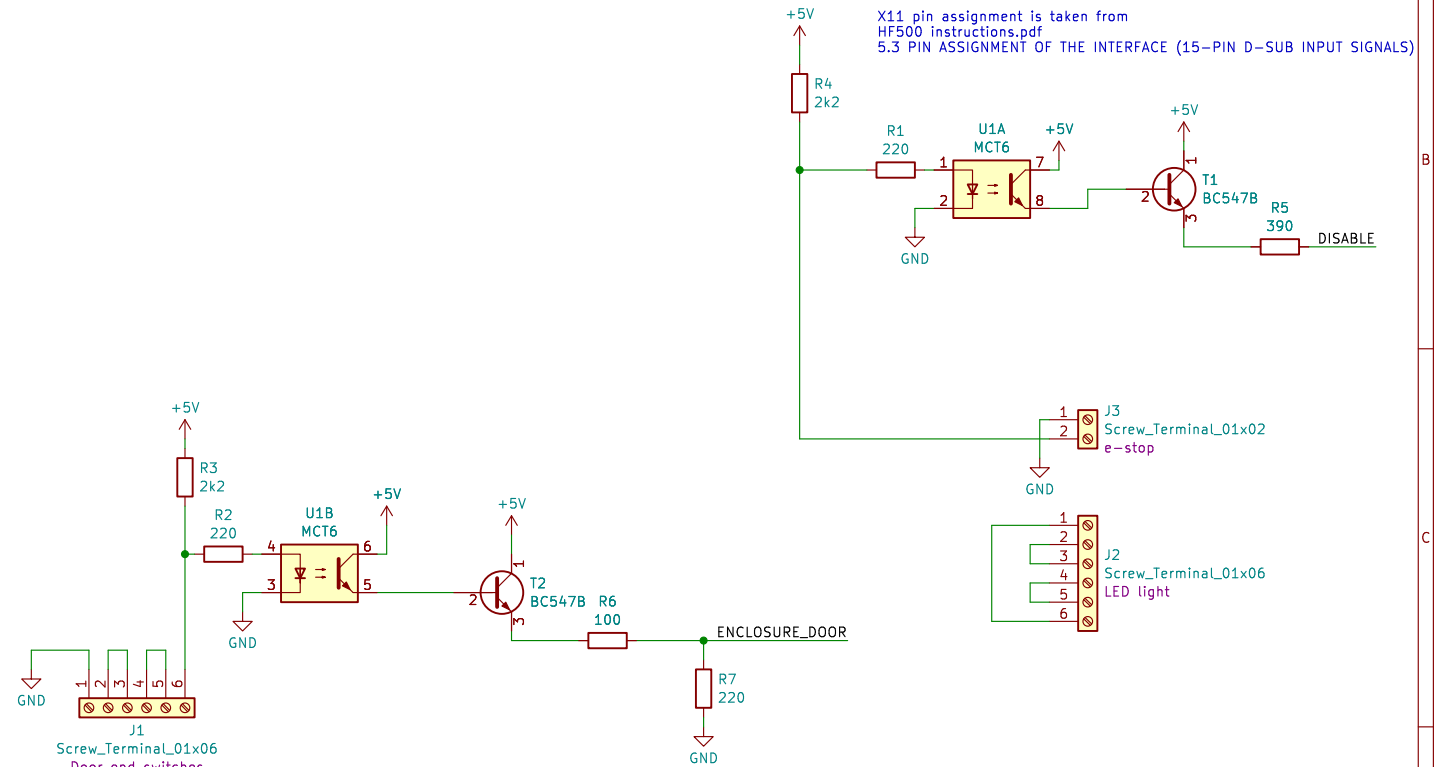 X11 pin assignment is taken from
HF500 instructions.pdf
5.3 PIN ASSIGNMENT OF THE INTERFACE (15-PIN D-SUB INPUT SIGNALS)
+5V
R4
2k2
R1
220
U1A
MCT6
1
2
7
8
+5V
GND
+5V
1
2
3
T1
BC547B
R5
390
DISABLE
B
1
2
J3
Screw_Terminal_01x02
e-stop
GND
1
2
3
4
5
6
J2
Screw_Terminal_01x06
LED light
C
+5V
R3
2k2
R2
220
U1B
MCT6
4
3
6
5
+5V
GND
+5V
1
2
3
T2
BC547B
R6
100
ENCLOSURE_DOOR
R7
220
GND
GND
1
2
3
4
5
6
J1
Screw_Terminal_01x06
Door end switches